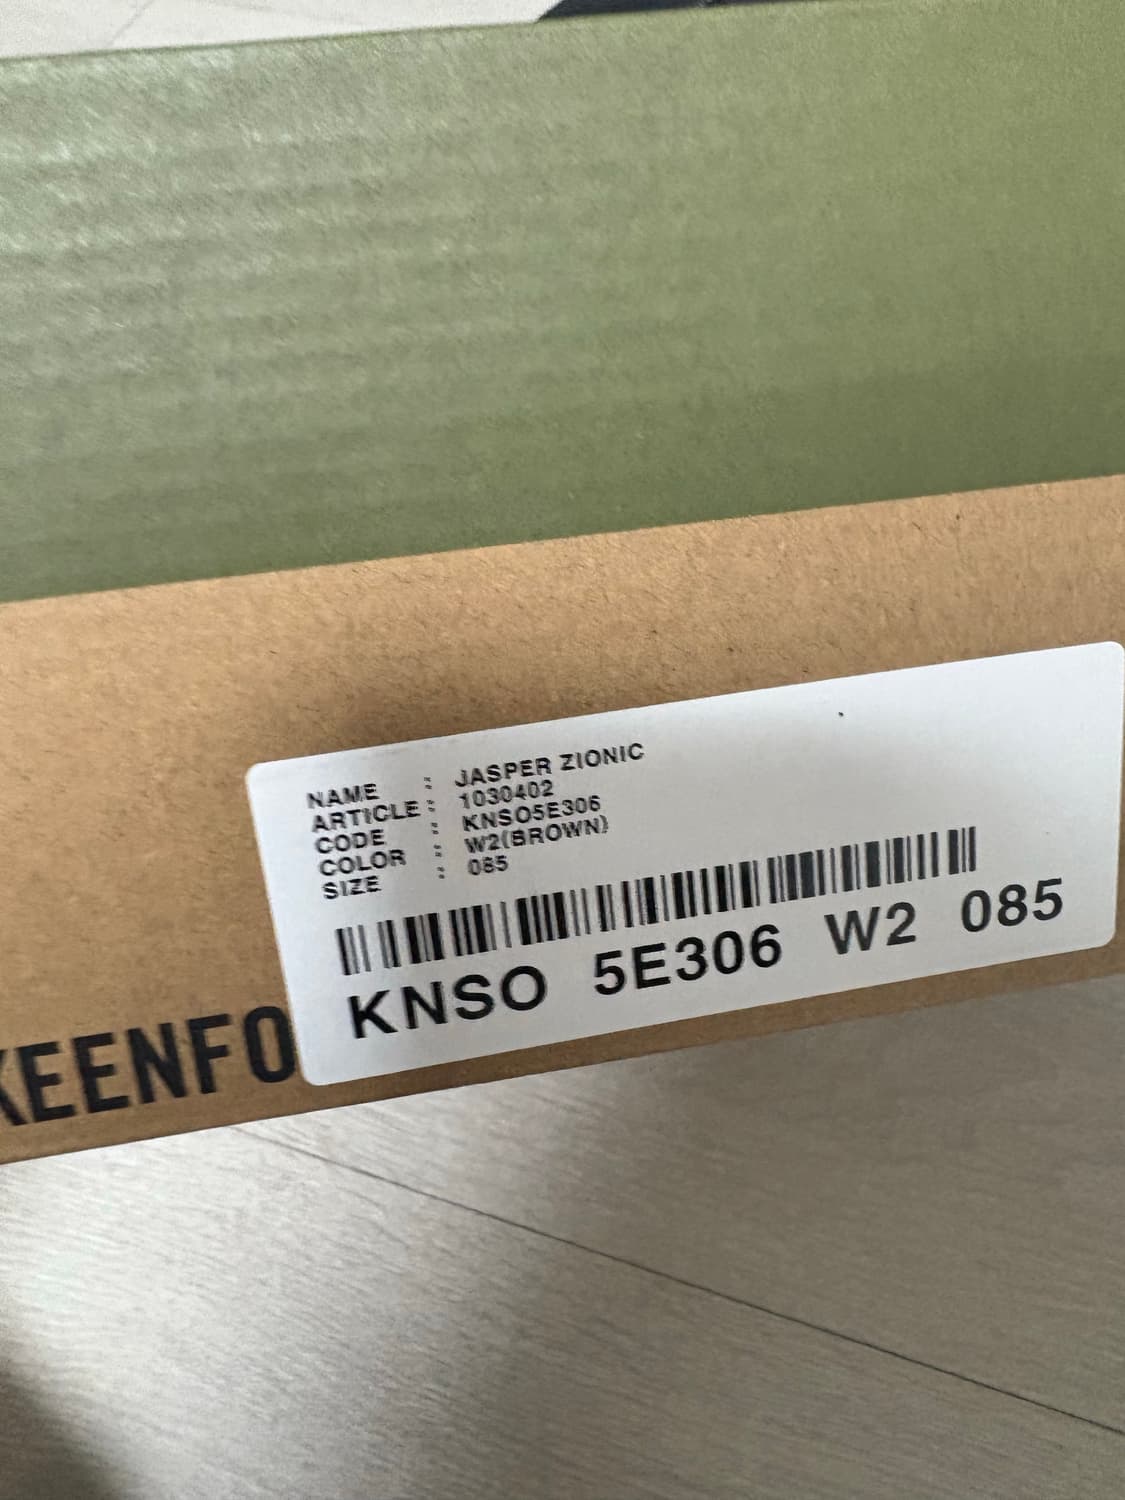 NAME : JASPER ZIONIC
ARTICLE : 1030402
CODE : KNSO5E306
COLOR : W2(BROWN)
SIZE : 085
KNSO 5E306 W2 085
KEENFO